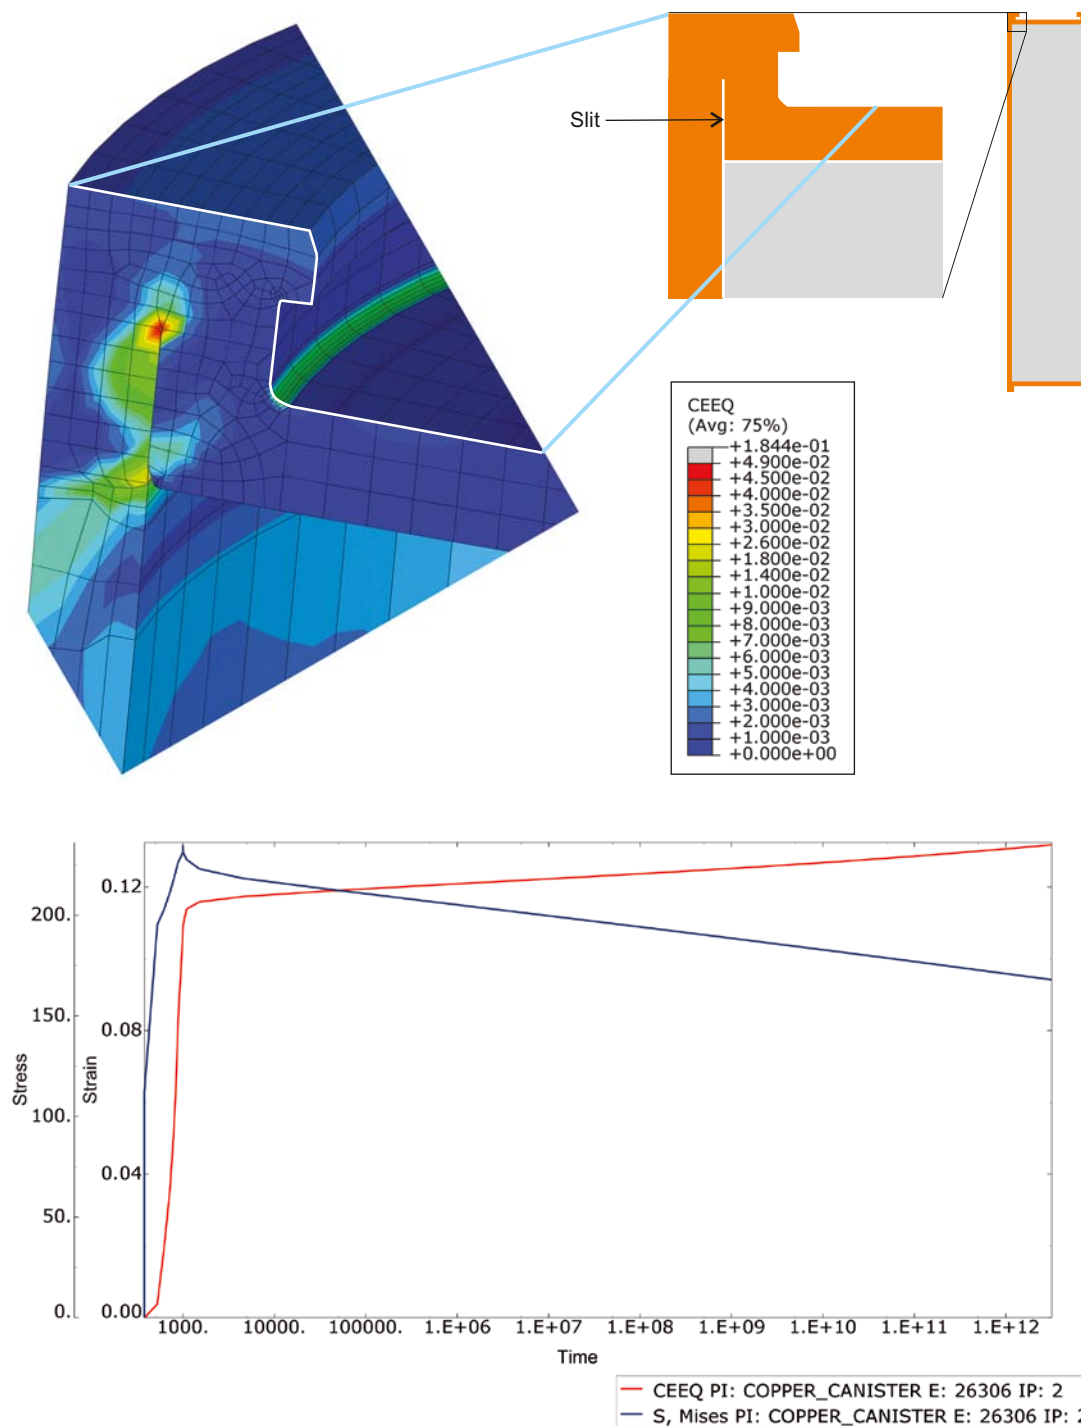 Slit
CEEQ
(Avg: 75%)
+1.844e-01
+4.900e-02
+4.500e-02
+4.000e-02
+3.500e-02
+3.000e-02
+2.600e-02
+1.800e-02
+1.400e-02
+1.000e-02
+9.000e-03
+8.000e-03
+7.000e-03
+6.000e-03
+5.000e-03
+4.000e-03
+3.000e-03
+2.000e-03
+1.000e-03
+0.000e+00
Stress
200.
150.
100.
50.
0.
Strain
0.12
0.08
0.04
0.00
1000. 10000. 100000. 1.E+06 1.E+07 1.E+08 1.E+09 1.E+10 1.E+11 1.E+12
Time
CEEQ PI: COPPER_CANISTER E: 26306 IP: 2
S, Mises PI: COPPER_CANISTER E: 26306 IP: